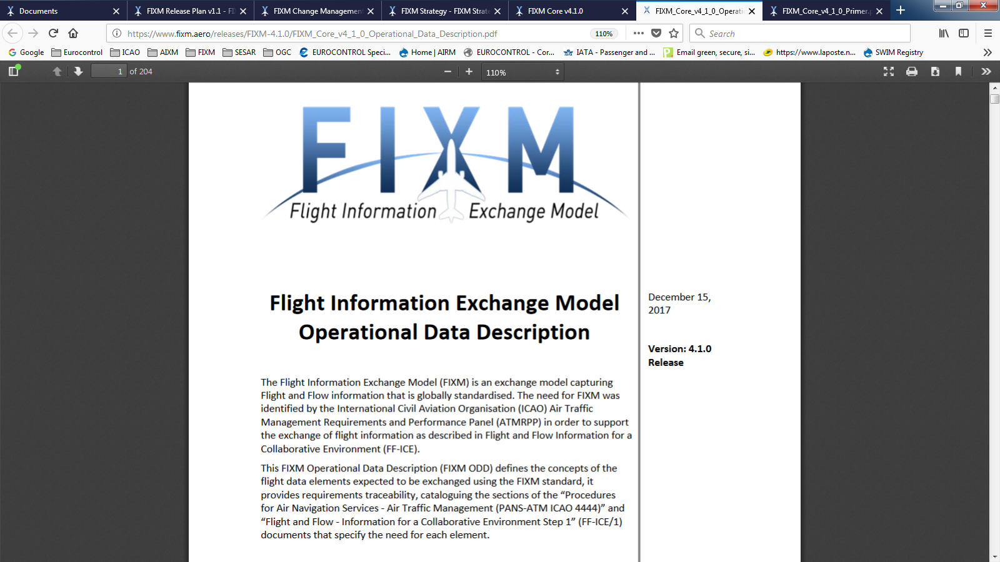 Documents
FIXM Release Plan v1.1 - FI
FIXM Change Management
FIXM Strategy - FIXM Strate
FIXM Core v4.1.0
FIXM_Core_v4_1_0_Operatio
FIXM_Core_v4_1_0_Primer.p
https://www.fixm.aero/releases/FIXM-4.1.0/FIXM_Core_v4_1_0_Operational_Data_Description.pdf
110%
Search
Google
Eurocontrol
ICAO
AIXM
FIXM
SESAR
OGC
EUROCONTROL Speci...
Home | AIRM
EUROCONTROL - Cor...
IATA - Passenger and ...
Email green, secure, si...
https://www.laposte.n...
SWIM Registry
1 of 204
110%
FIXM
Flight Information Exchange Model
Flight Information Exchange Model
Operational Data Description
December 15,
2017
Version: 4.1.0
Release
The Flight Information Exchange Model (FIXM) is an exchange model capturing
Flight and Flow information that is globally standardised. The need for FIXM was
identified by the International Civil Aviation Organisation (ICAO) Air Traffic
Management Requirements and Performance Panel (ATMRPP) in order to support
the exchange of flight information as described in Flight and Flow Information for a
Collaborative Environment (FF-ICE).
This FIXM Operational Data Description (FIXM ODD) defines the concepts of the
flight data elements expected to be exchanged using the FIXM standard, it
provides requirements traceability, cataloguing the sections of the “Procedures
for Air Navigation Services - Air Traffic Management (PANS-ATM ICAO 4444)” and
“Flight and Flow - Information for a Collaborative Environment Step 1” (FF-ICE/1)
documents that specify the need for each element.